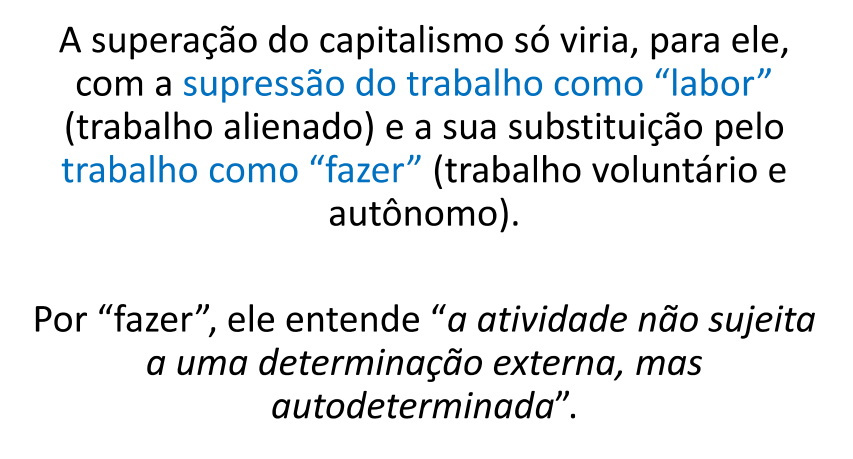 A superação do capitalismo só viria, para ele,
com a supressão do trabalho como “labor”
(trabalho alienado) e a sua substituição pelo
trabalho como “fazer” (trabalho voluntário e
autônomo).
Por “fazer”, ele entende “a atividade não sujeita
a uma determinação externa, mas
autodeterminada”.